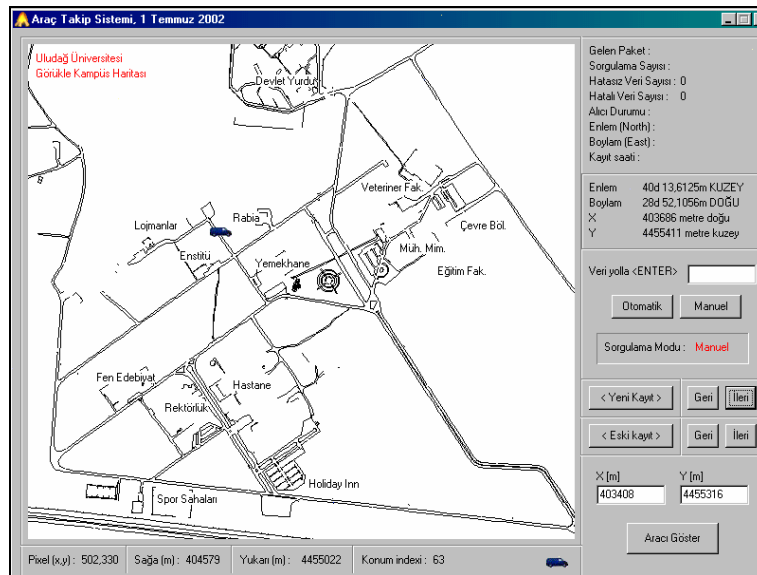 Araç Takip Sistemi, 1 Temmuz 2002
Uludağ Üniversitesi
Görükle Kampüs Haritası
Devlet Yurdu
Veteriner Fak.
Rabia
Lojmanlar
Çevre Böl.
Müh. Mim.
Enstitü
Yemekhane
Eğitim Fak.
Fen Edebiyat
Hastane
Rektörlük
Holiday Inn
Spor Sahaları
Gelen Paket :
Sorgulama Sayısı :
Hatasız Veri Sayısı : 0
Hatalı Veri Sayısı : 0
Alıcı Durumu :
Enlem (North) :
Boylam (East) :
Kayıt saati :
Enlem 40d 13,6125m KUZEY
Boylam 28d 52,1056m DOĞU
X 403686 metre doğu
Y 4455411 metre kuzey
Veri yolla <ENTER>
Otomatik Manuel
Sorgulama Modu : Manuel
< Yeni Kayıt > Geri İleri
< Eski kayıt > Geri İleri
X [m] Y [m]
403408 4455316
Aracı Göster
Pixel (x,y) : 502,330 Sağa (m) : 404579 Yukarı (m) : 4455022 Konum indexi : 63